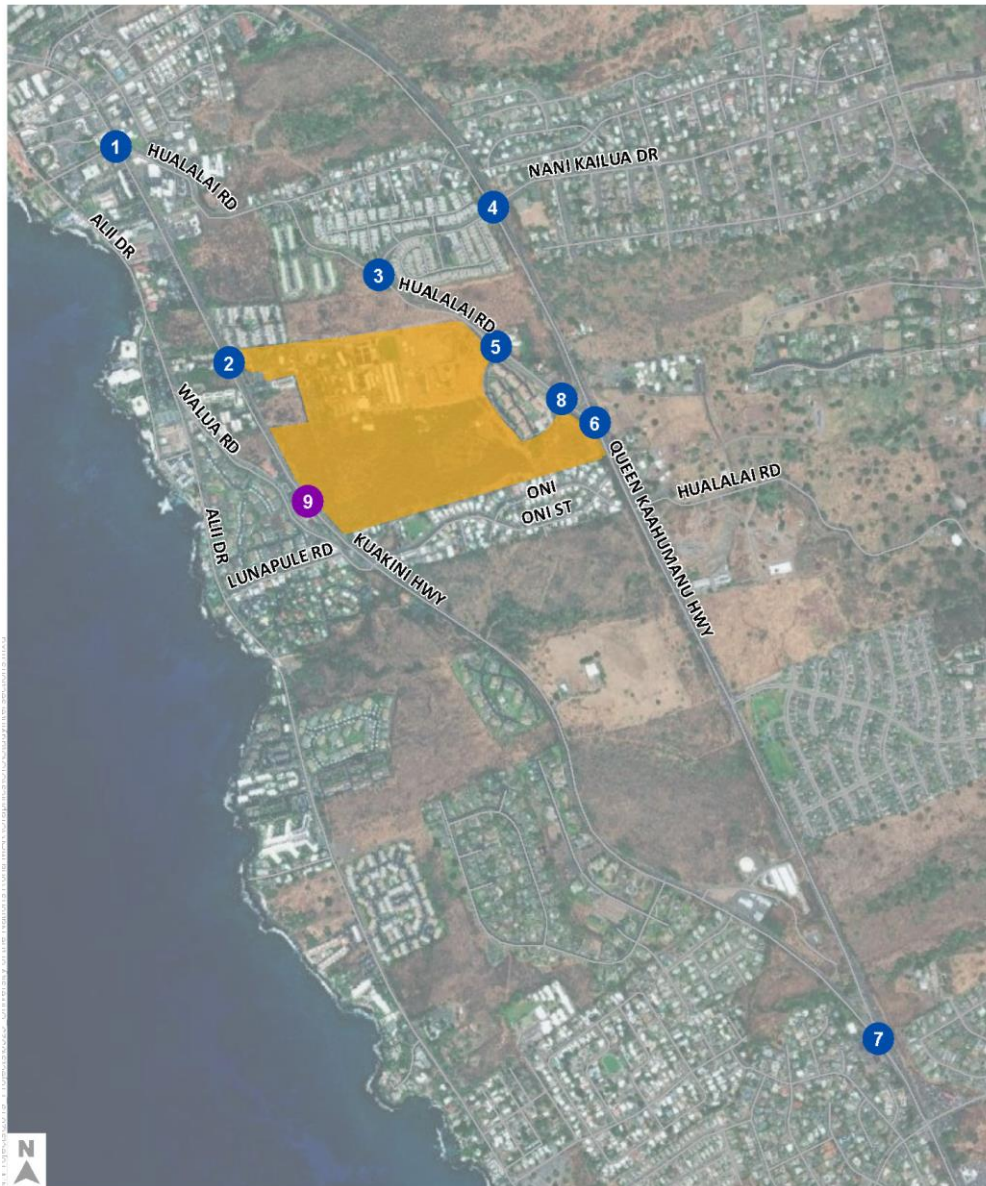 1
HUALALAI RD
NANI KAILUA DR
4
ALII DR
3
HUALALAI RD
5
2
WALUA RD
8
6
QUEEN KAAHUMANU HWY
HUALALAI RD
ONI
ONI ST
9
ALII DR
LUNAPULE RD
KUAKINI HWY
7
N